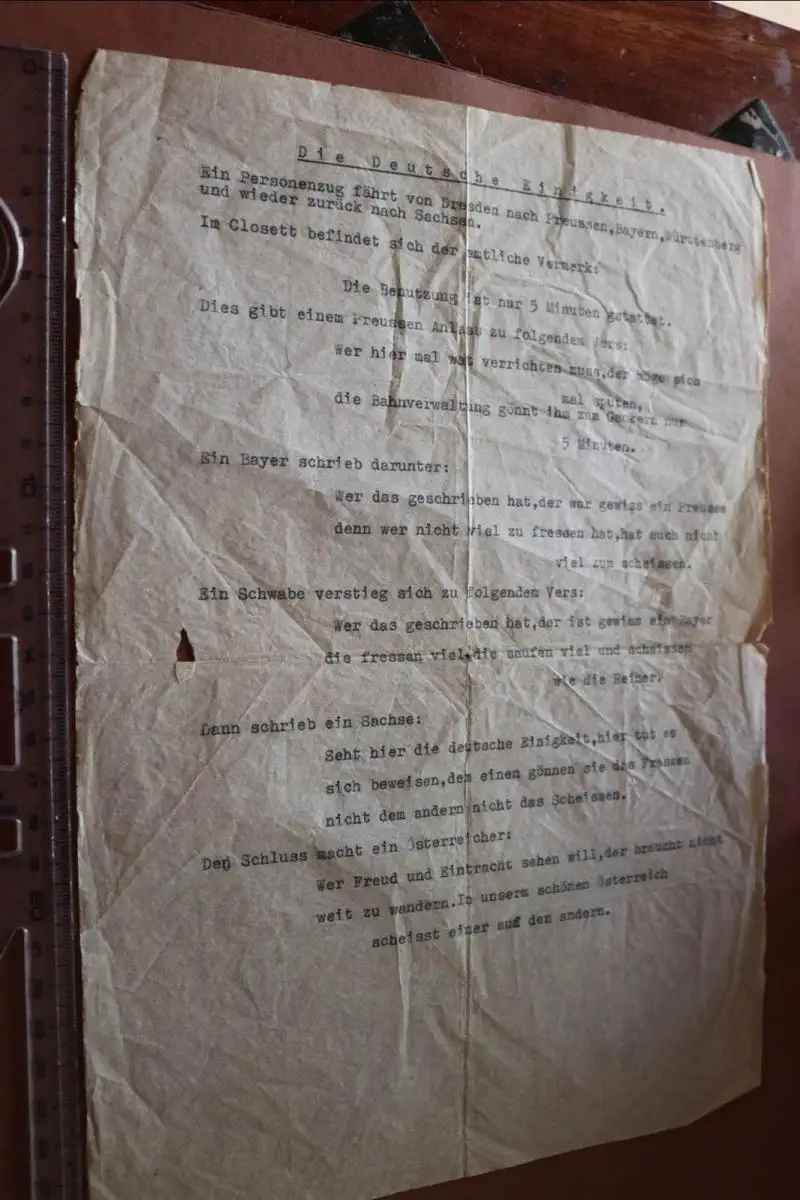 Die Deutsche Einigkeit.
Ein Personenzug fährt von Dresden nach Preussen,Bayern,Würtenberg
und wieder zurück nach Sachsen.
Im Closett befindet sich der amtliche Vermerk:
Die Benutzung ist nur 5 Minuten gstattet.
Dies gibt einem Preussen Anlass zu folgendem Vers:
Wer hier mal wat verrichten muss,der möge sich
mal sputen,
die Bahnverwaltung gönnt ihm zum nur
5 Minuten.
Ein Bayer schrieb darunter:
Wer das geschrieben hat,der war gewiss ein Preusse
denn wer nicht viel zu fressen hat,hat auch nicht
viel zum scheissen.
Ein Schwabe verstieg sich zu folgendem Vers:
Wer das geschrieben hat,der ist gewiss ein Bayer
die fressen viel,die saufen viel und scheissen
wie die Reiher.
Dann schrieb ein Sachse:
Seht hier die deutsche Einigkeit,hier tut es
sich beweisen,dem einen gönnen sie das Fressen
nicht dem andern nicht das Scheissen.
Den Schluss macht ein Österreicher:
Wer Freud und Eintracht sehen will,der braucht nicht
weit zu wandern.In unserm schönen Österreich
scheisst einer auf den andern.